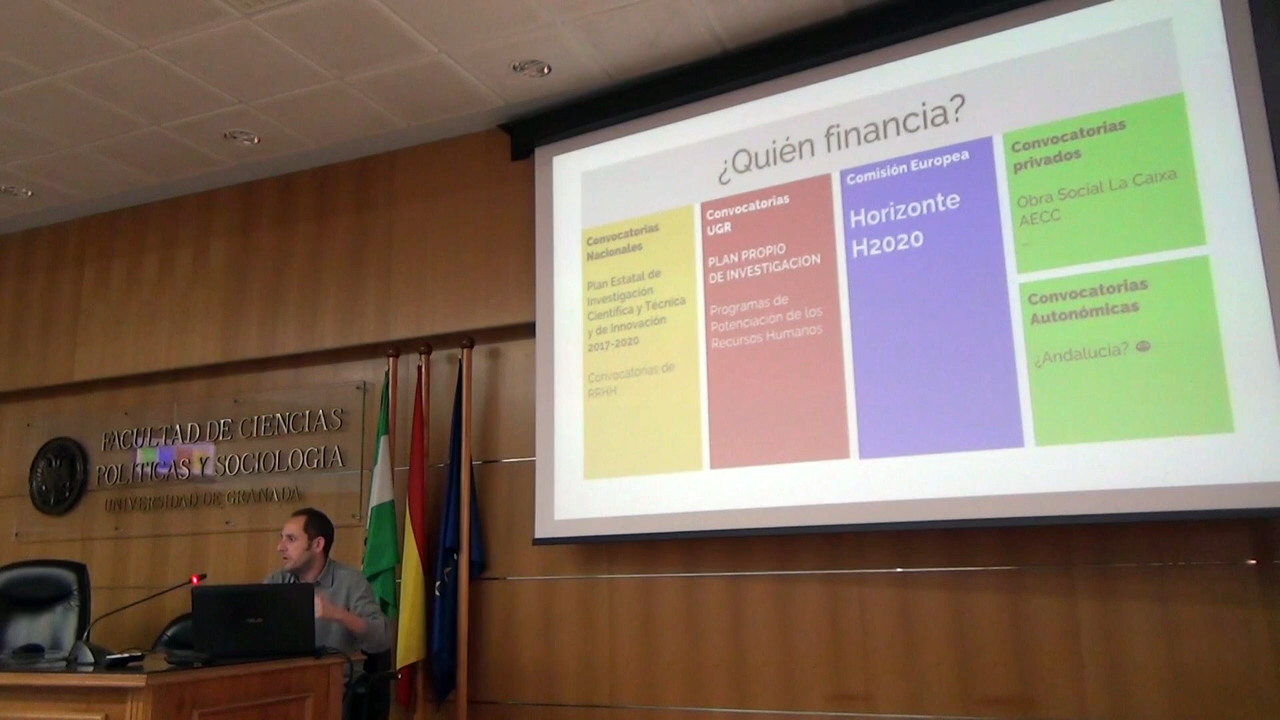 ¿Quién financia?
Convocatorias
Nacionales
Plan Estatal de
Investigación
Científica y Técnica
y de Innovación
2017-2020
Convocatorias de
RRHH
Convocatorias
UGR
PLAN PROPIO
DE INVESTIGACION
Programas de
Potenciacion de los
Recursos Humanos
Comisión Europea
Horizonte
H2020
Convocatorias
privados
Obra Social La Caixa
AECC
...
Convocatorias
Autonómicas
¿Andalucia?
FACULTAD DE CIENCIAS
POLÍTICAS Y SOCIOLOGIA
UNIVERSIDAD DE GRANADA